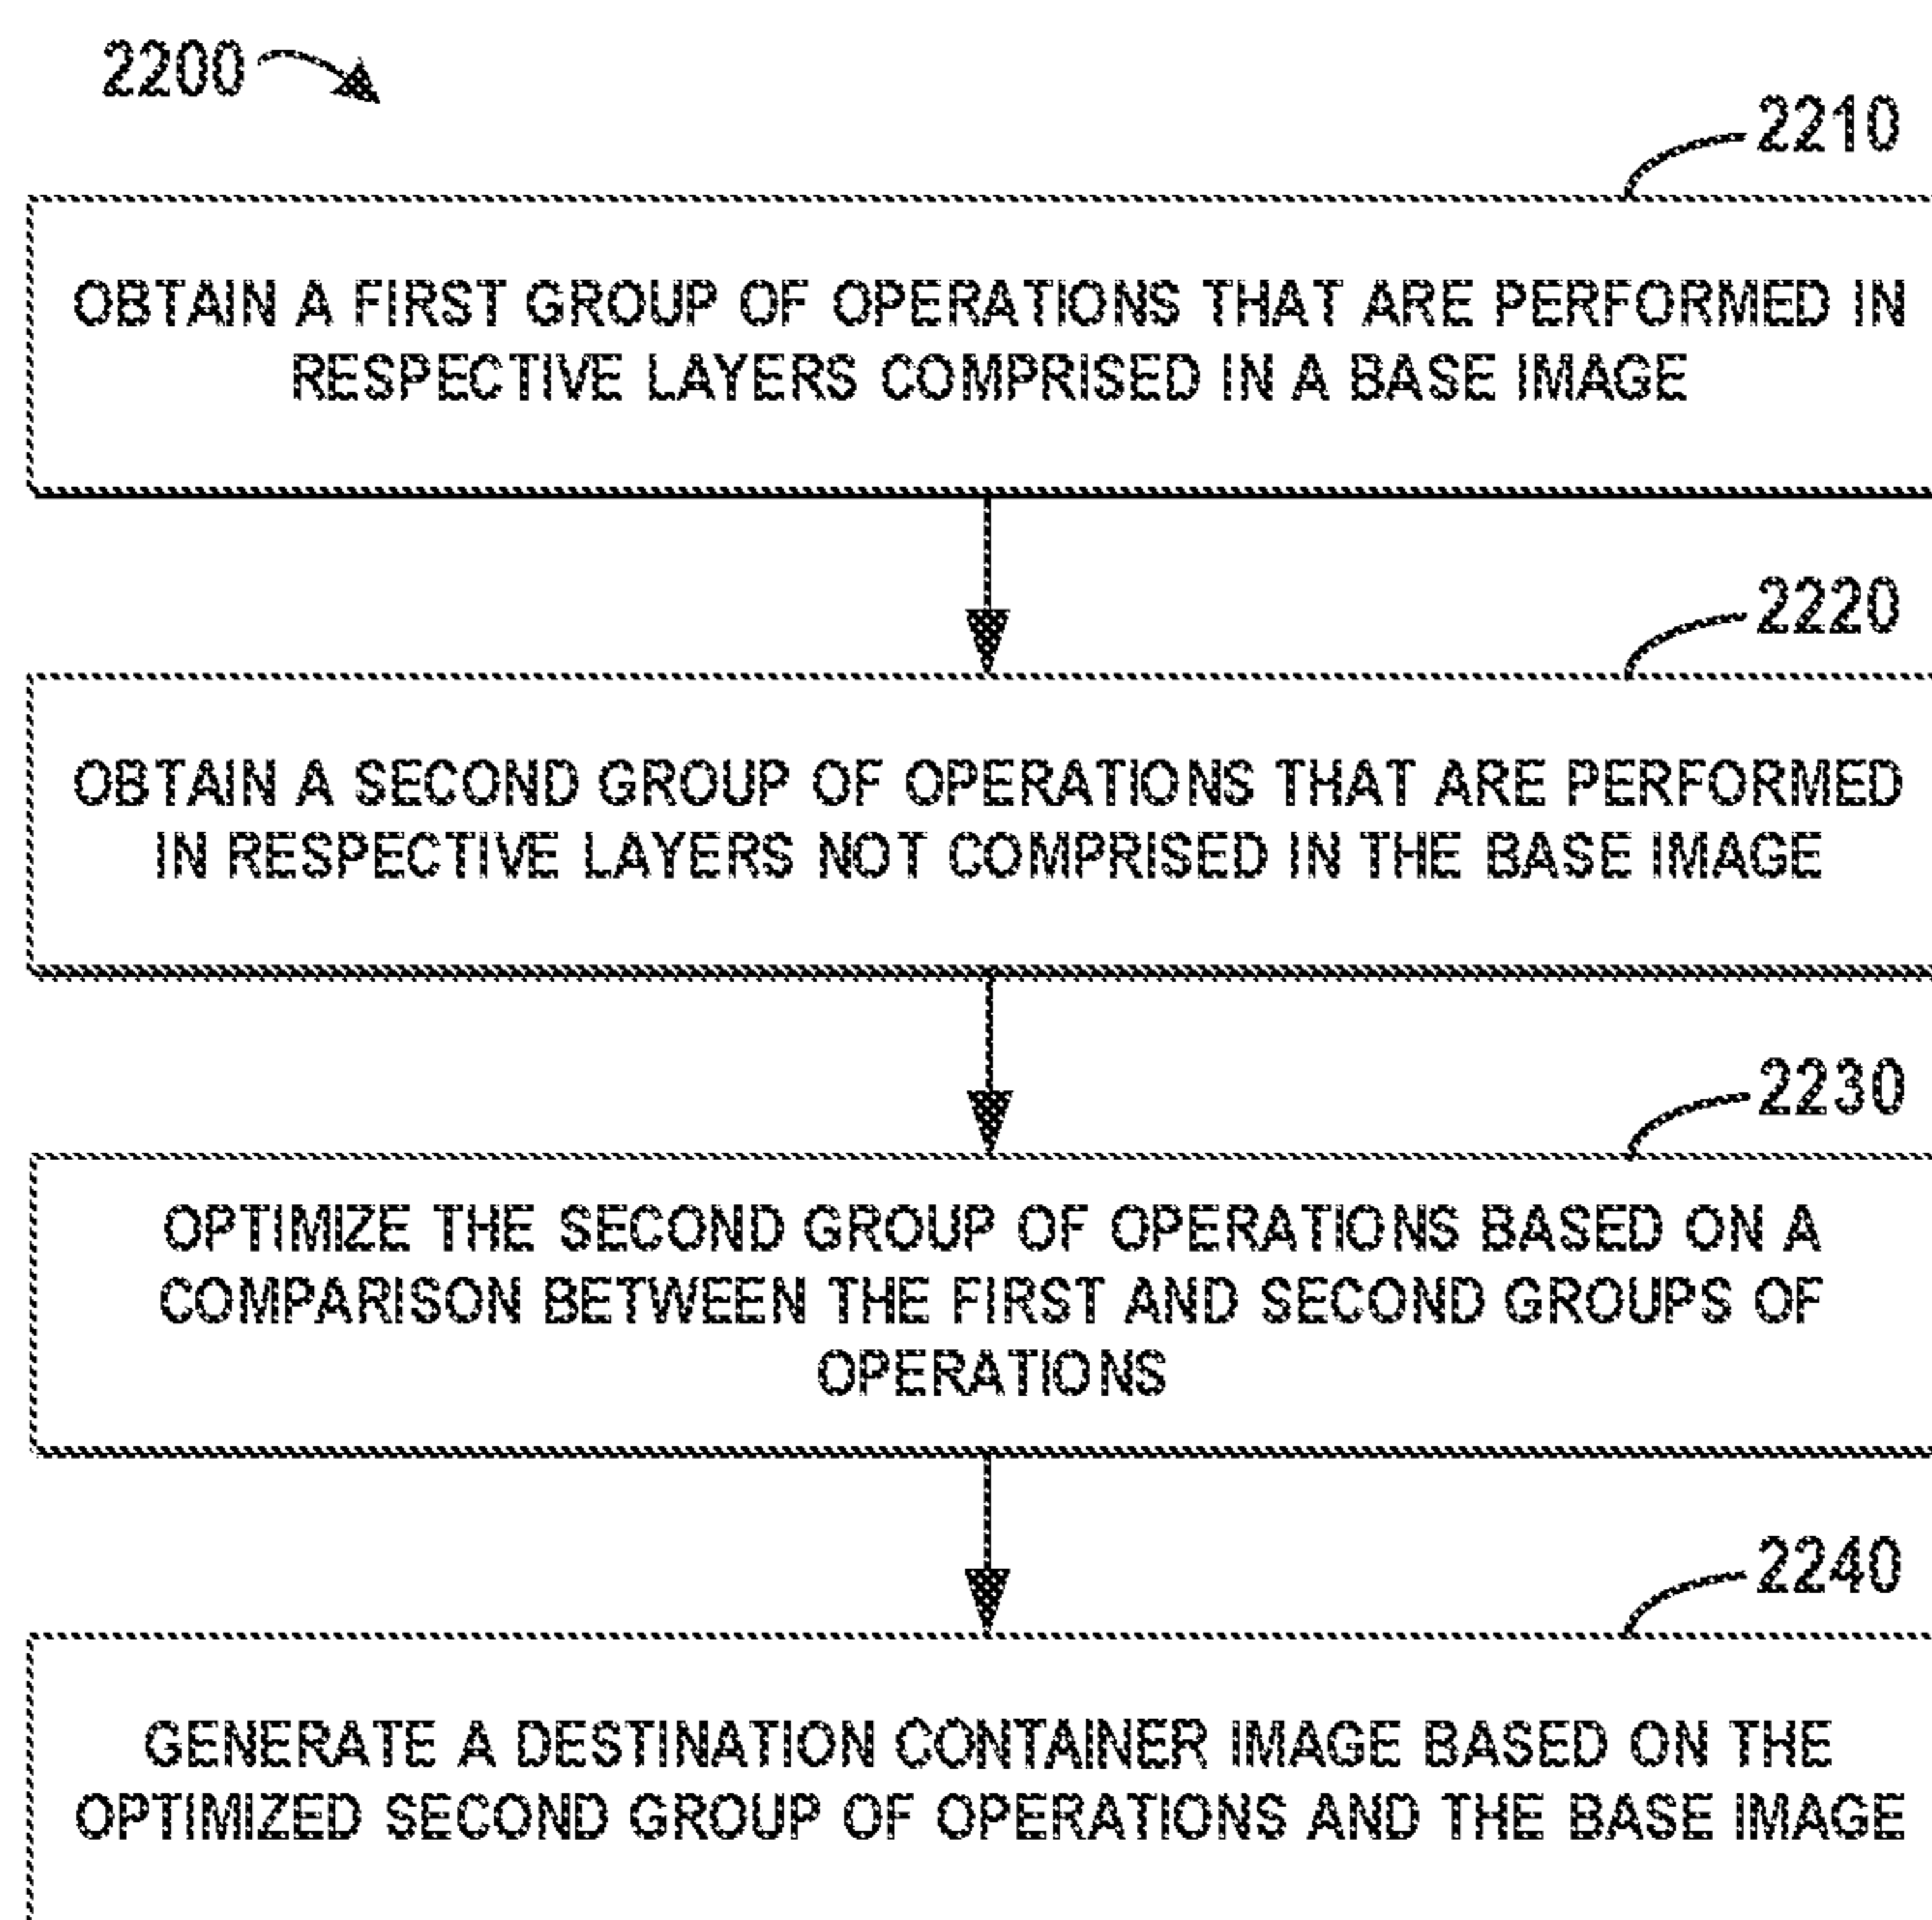 2200
2210
OBTAIN A FIRST GROUP OF OPERATIONS THAT ARE PERFORMED IN
RESPECTIVE LAYERS COMPRISED IN A BASE IMAGE
2220
OBTAIN A SECOND GROUP OF OPERATIONS THAT ARE PERFORMED
IN RESPECTIVE LAYERS NOT COMPRISED IN THE BASE IMAGE
2230
OPTIMIZE THE SECOND GROUP OF OPERATIONS BASED ON A
COMPARISON BETWEEN THE FIRST AND SECOND GROUPS OF
OPERATIONS
2240
GENERATE A DESTINATION CONTAINER IMAGE BASED ON THE
OPTIMIZED SECOND GROUP OF OPERATIONS AND THE BASE IMAGE